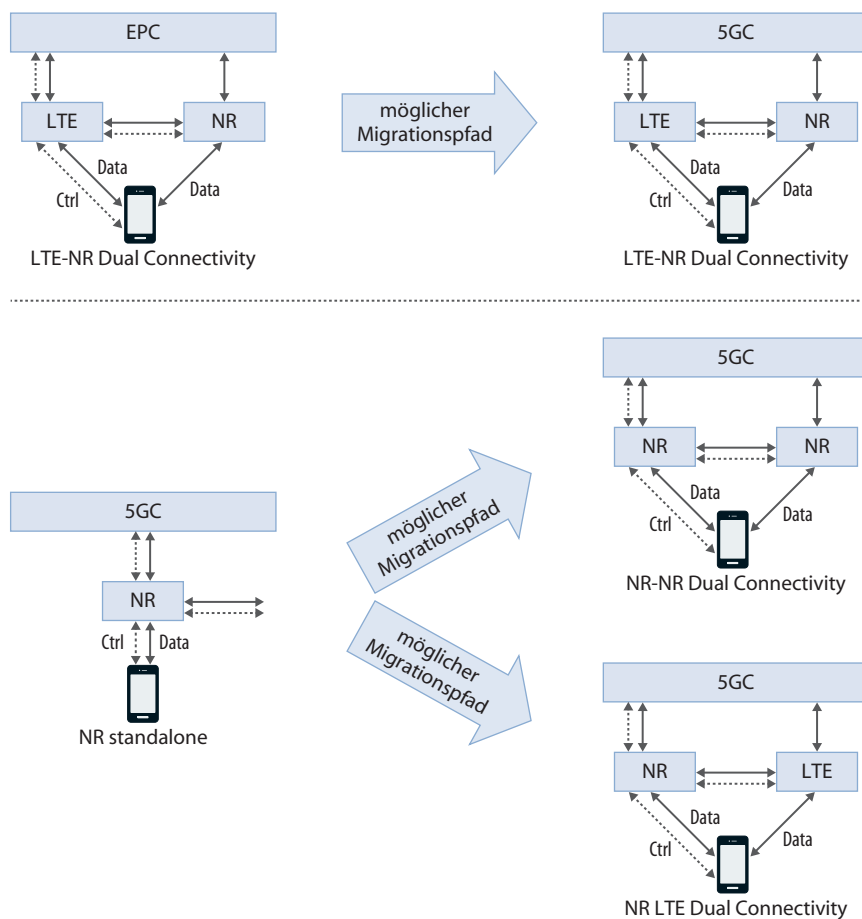 EPC
LTE
NR
Data
Ctrl
Data
LTE-NR Dual Connectivity
möglicher
Migrationspfad
5GC
LTE
NR
Data
Ctrl
Data
LTE-NR Dual Connectivity
5GC
NR
Ctrl
Data
NR standalone
möglicher
Migrationspfad
möglicher
Migrationspfad
5GC
NR
NR
Data
Ctrl
Data
NR-NR Dual Connectivity
5GC
NR
LTE
Data
Ctrl
Data
NR LTE Dual Connectivity